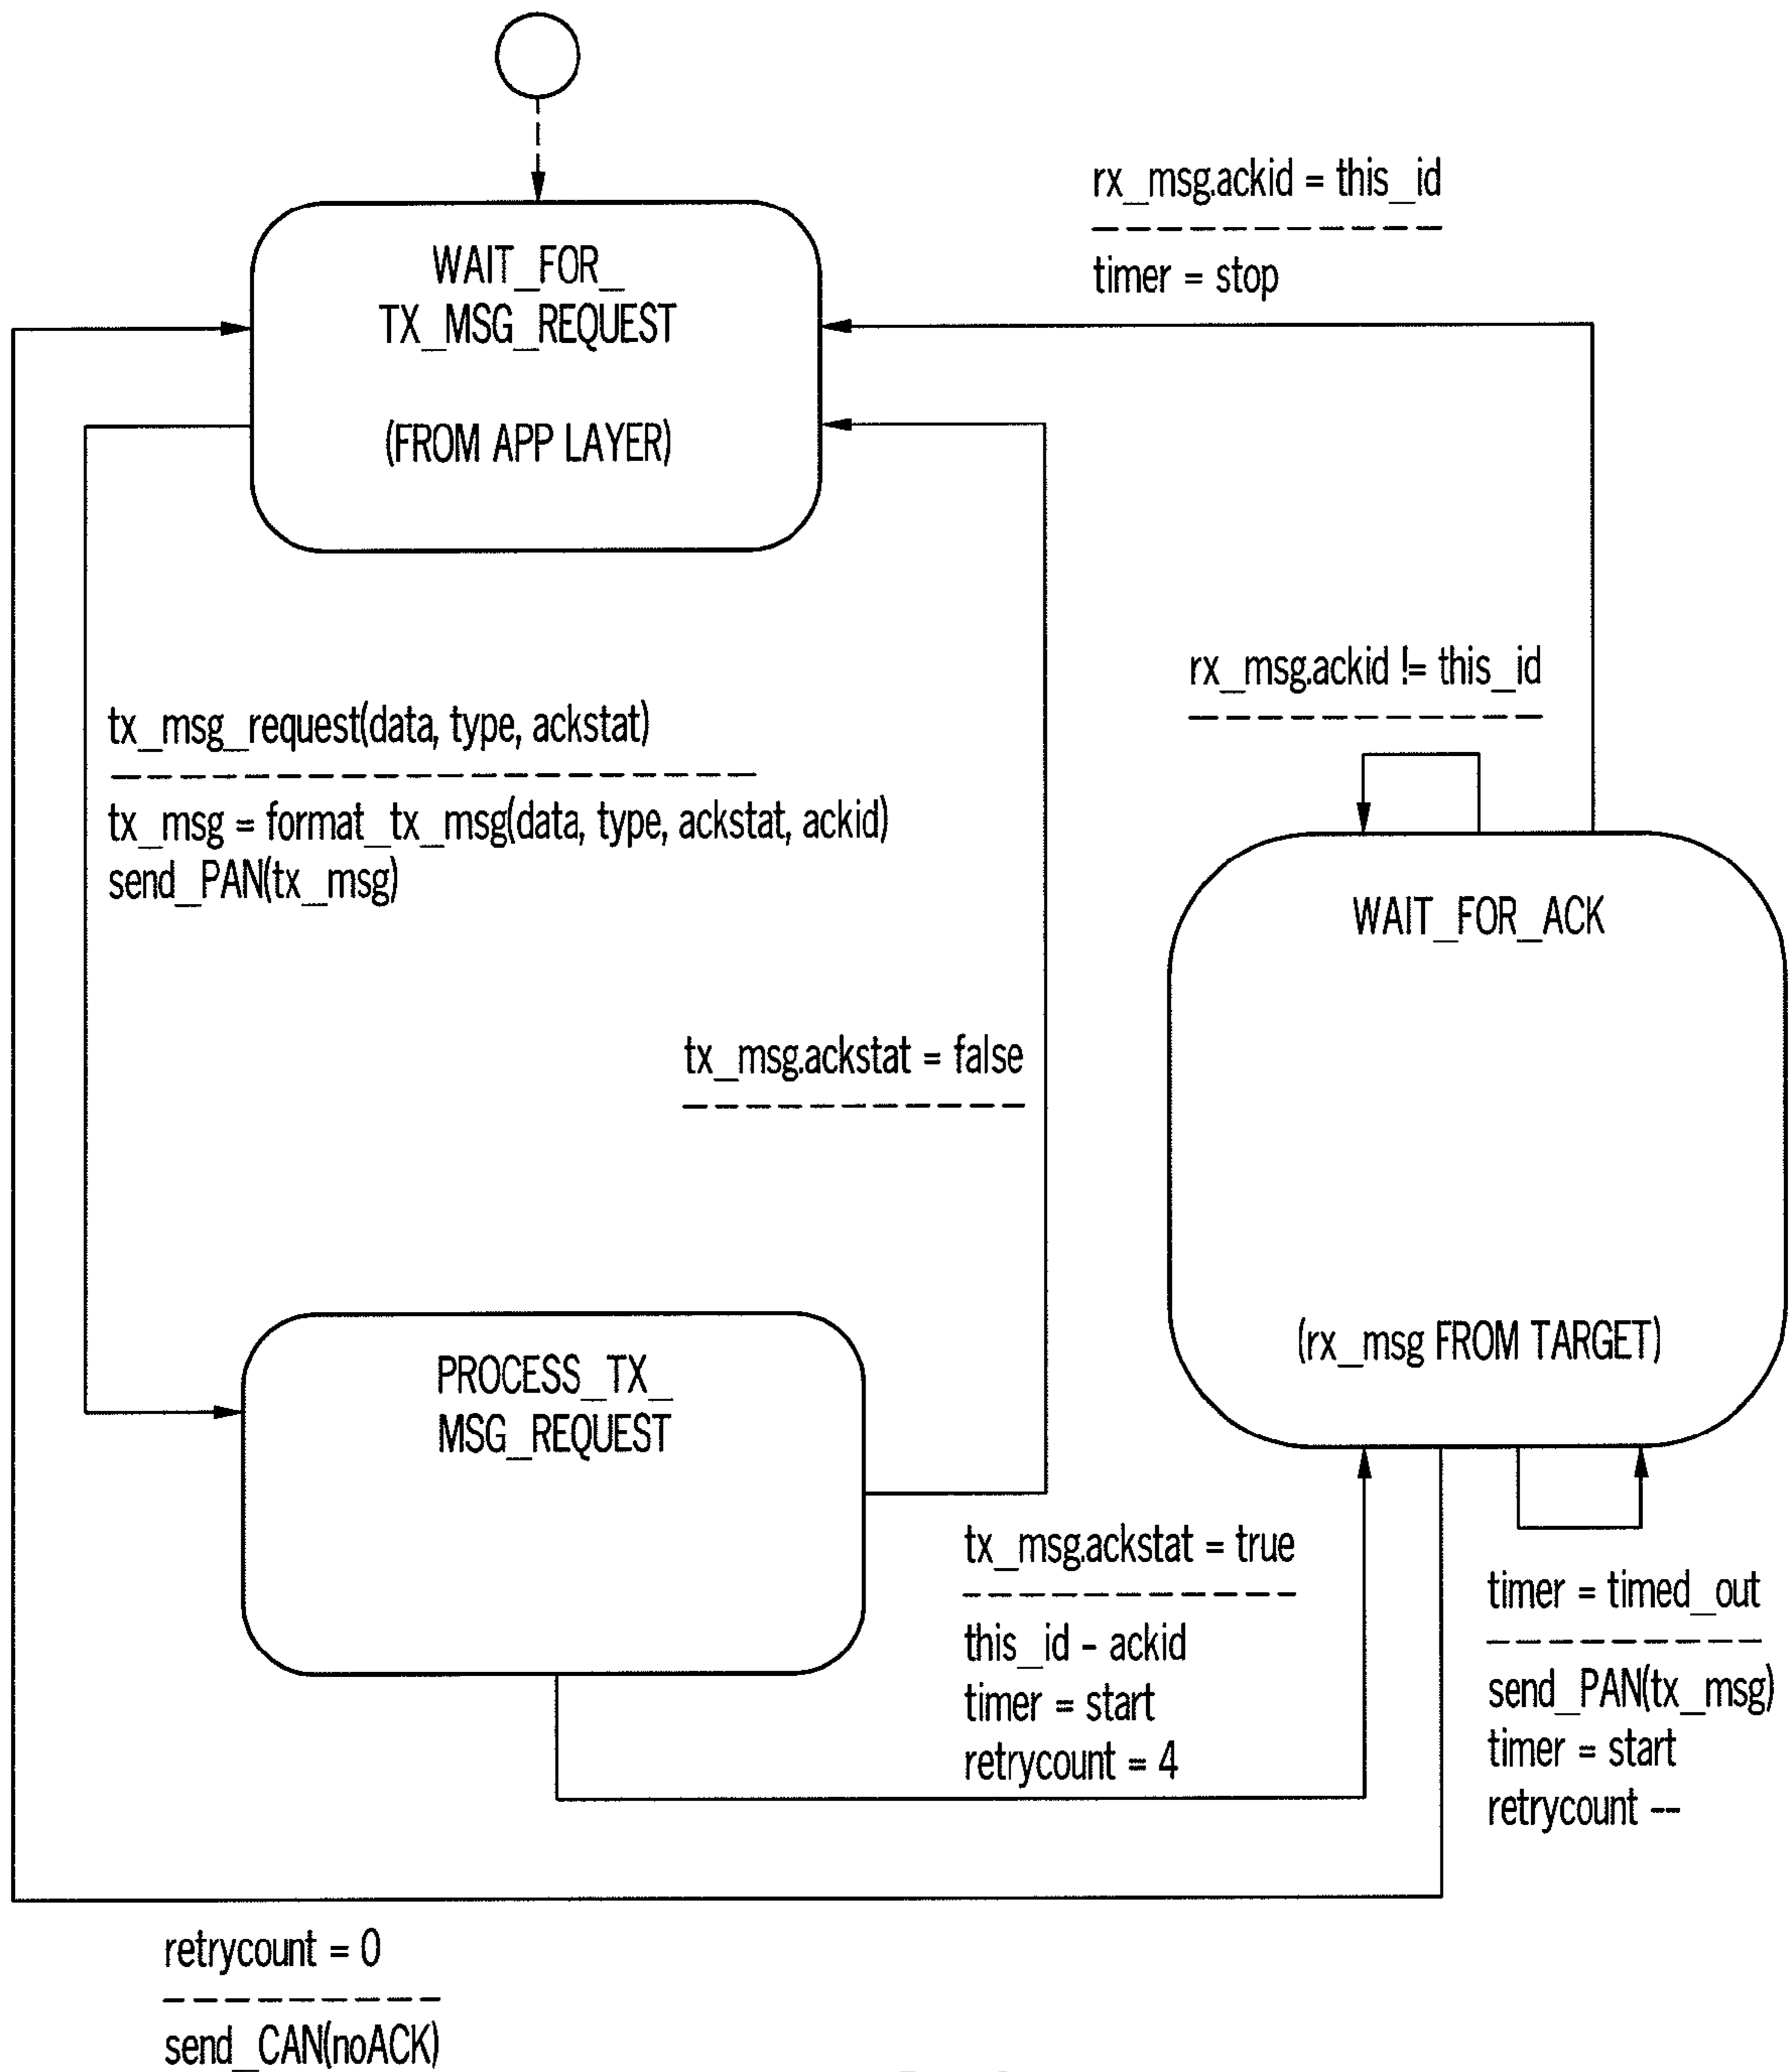 rx_msg.ackid = this_id
timer = stop
WAIT_FOR_
TX_MSG_REQUEST
(FROM APP LAYER)
rx_msg.ackid != this_id
tx_msg_request(data, type, ackstat)
tx_msg = format_tx_msg(data, type, ackstat, ackid)
send_PAN(tx_msg)
WAIT_FOR_ACK
tx_msg.ackstat = false
(rx_msg FROM TARGET)
PROCESS_TX_
MSG_REQUEST
tx_msg.ackstat = true
this_id - ackid
timer = start
retrycount = 4
timer = timed_out
send_PAN(tx_msg)
timer = start
retrycount --
retrycount = 0
send_CAN(noACK)